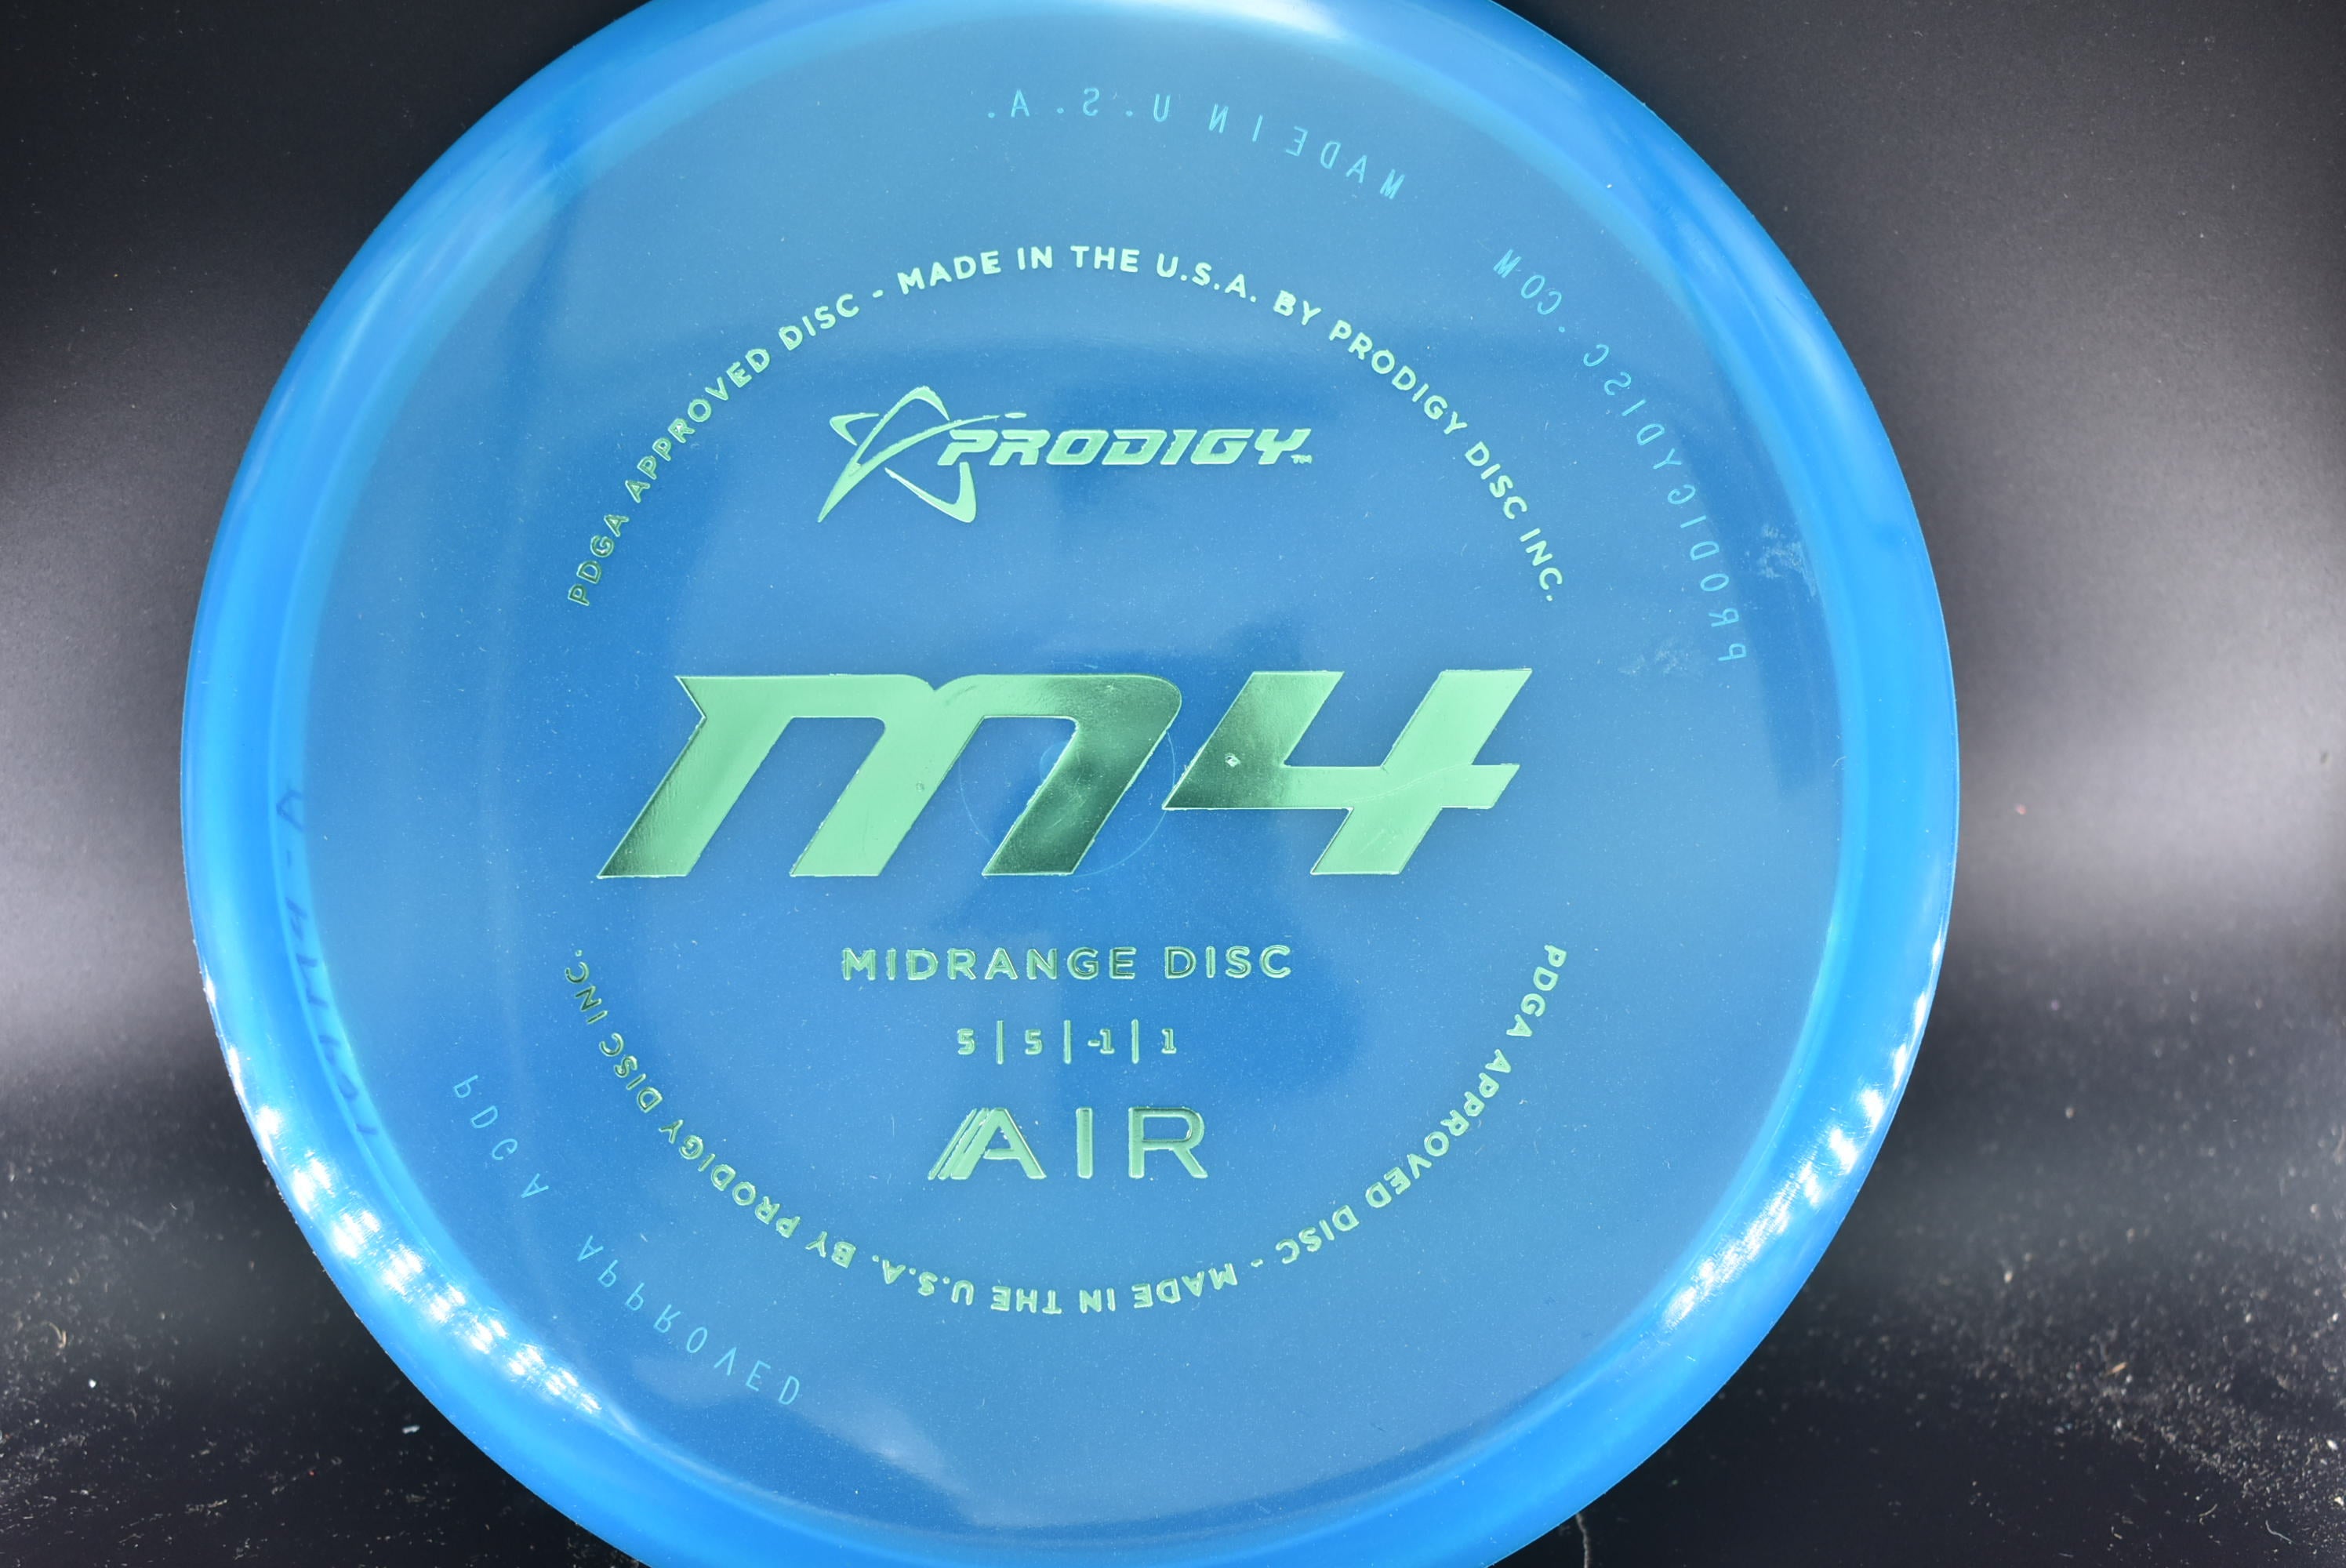 MADE IN U.S.A.
PRODIGYDISC.COM
PDGA APPROVED DISC - MADE IN THE U.S.A. BY PRODIGY DISC INC.
PRODIGY™
M4
MIDRANGE DISC
5 | 5 | -1 | 1
AIR
PDGA APPROVED DISC - MADE IN THE U.S.A. BY PRODIGY DISC INC.
PDGA APPROVED